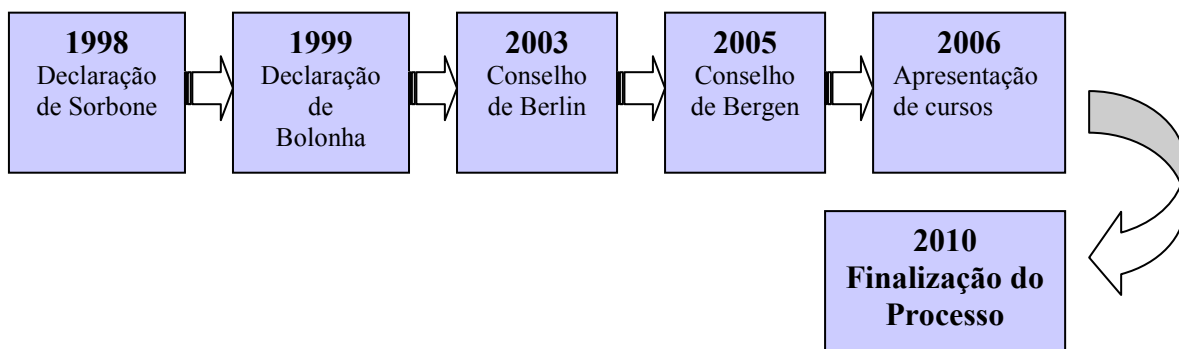 1998
Declaração
de Sorbone
1999
Declaração
de
Bolonha
2003
Conselho
de Berlin
2005
Conselho
de Bergen
2006
Apresentação
de cursos
2010
Finalização do
Processo